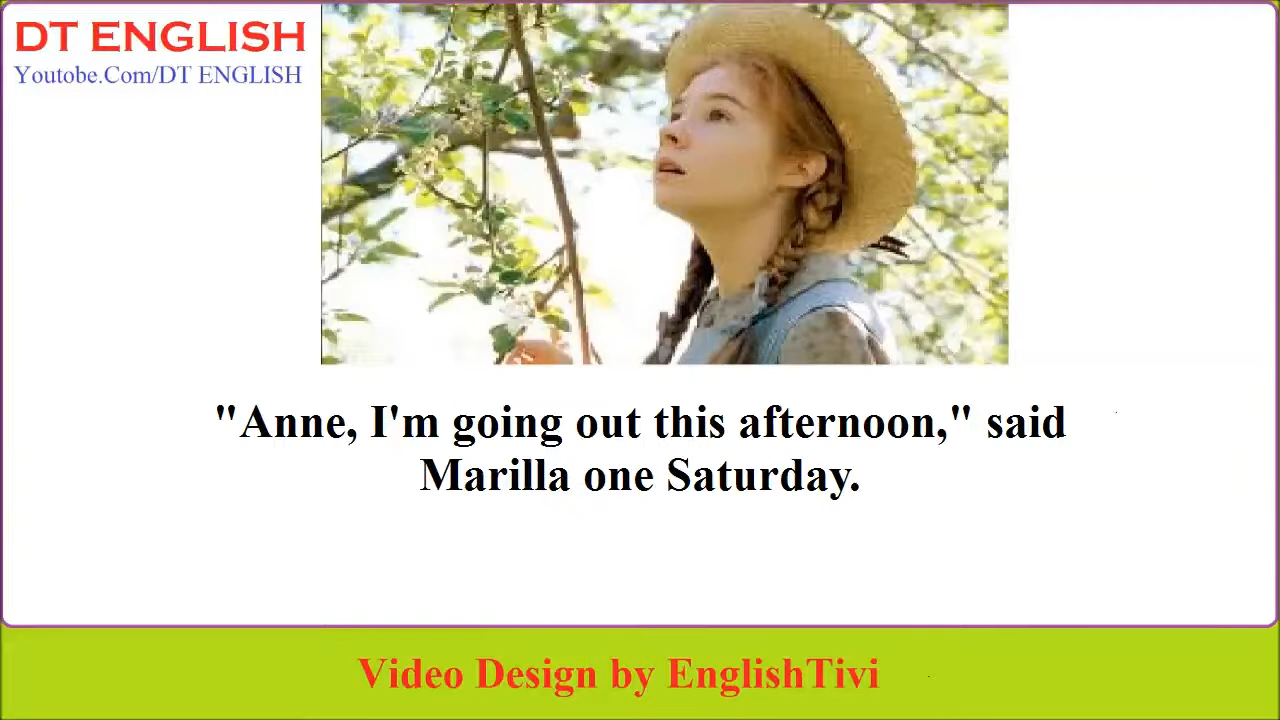 DT ENGLISH
Youtobe.Com/DT ENGLISH
"Anne, I'm going out this afternoon," said
Marilla one Saturday.
Video Design by EnglishTivi